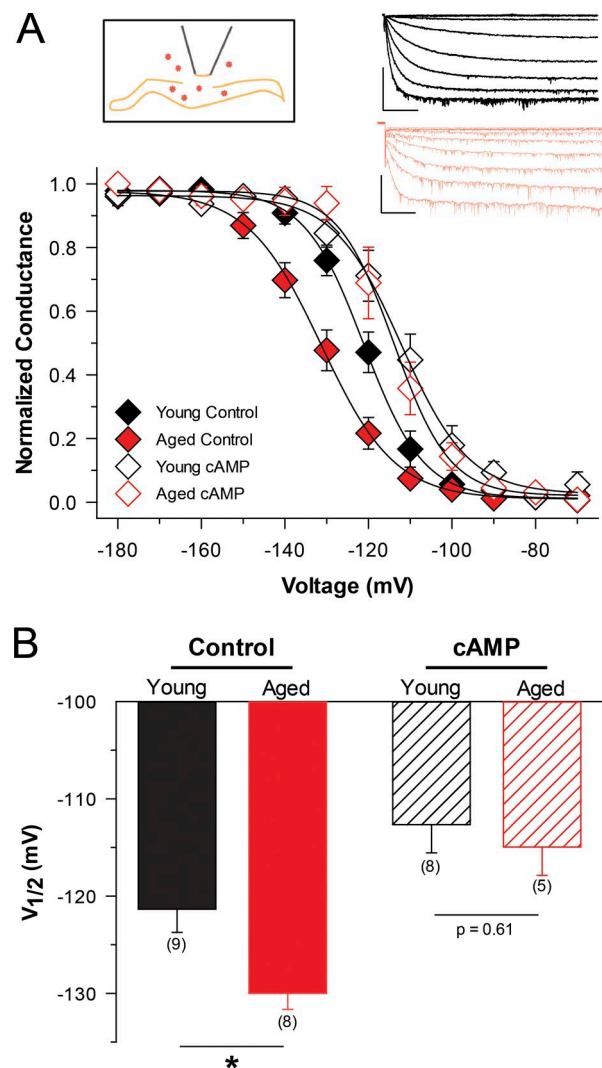 A
Normalized Conductance
1.0
0.8
0.6
0.4
0.2
0.0
Young Control
Aged Control
Young cAMP
Aged cAMP
-180 -160 -140 -120 -100 -80
Voltage (mV)
B
Control cAMP
Young Aged Young Aged
V1/2 (mV)
-100
-110
-120
-130
(9)
(8)
(8)
(5)
p = 0.61
*